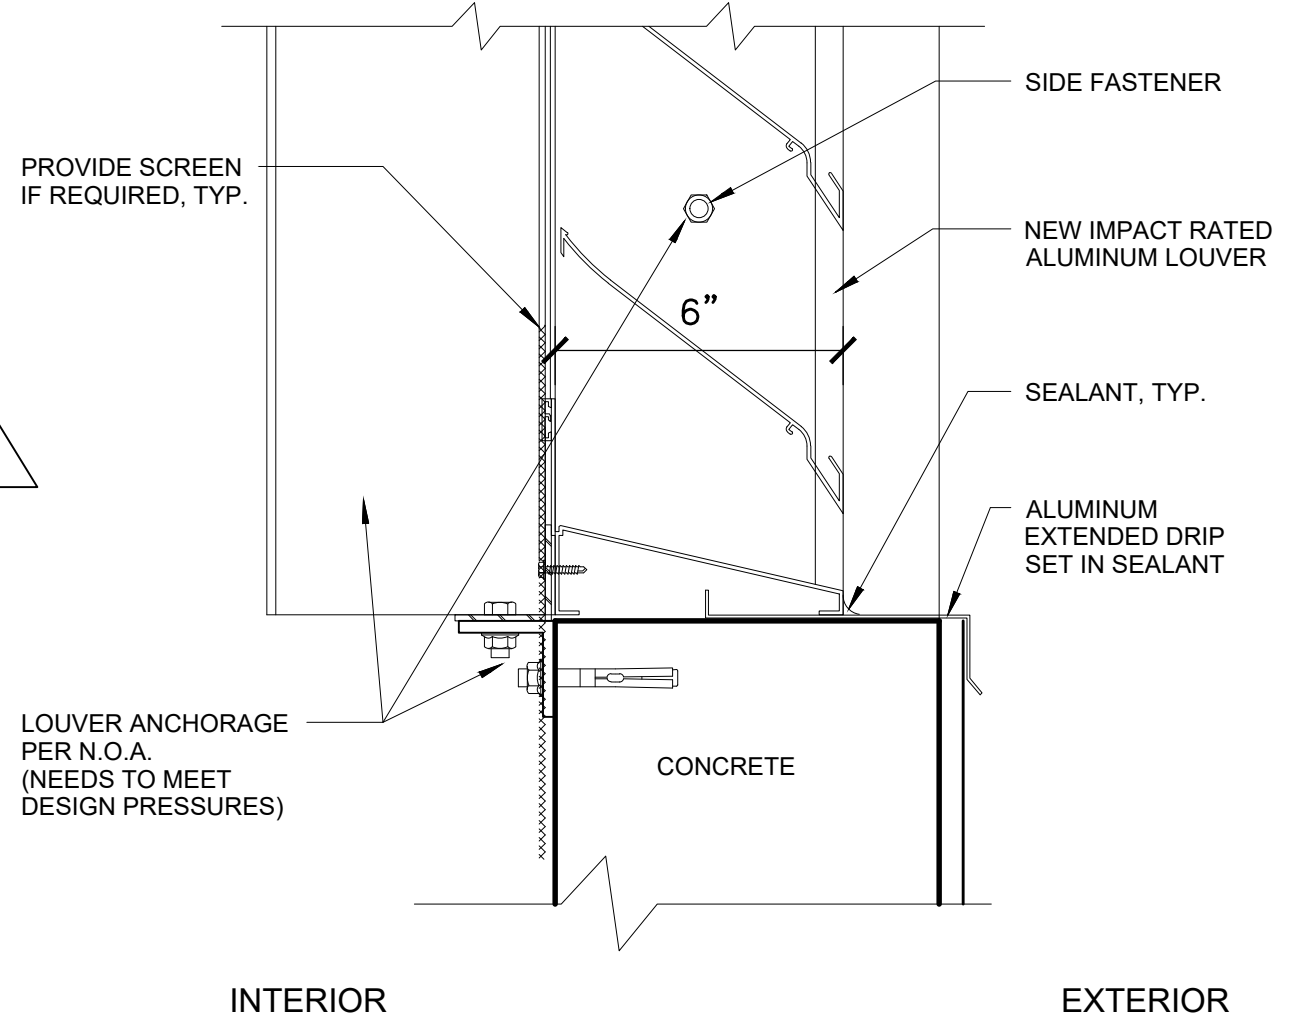 SIDE FASTENER
PROVIDE SCREEN
IF REQUIRED, TYP.
NEW IMPACT RATED
ALUMINUM LOUVER
6”
SEALANT, TYP.
ALUMINUM
EXTENDED DRIP
SET IN SEALANT
LOUVER ANCHORAGE
PER N.O.A.
(NEEDS TO MEET
DESIGN PRESSURES)
CONCRETE
INTERIOR
EXTERIOR